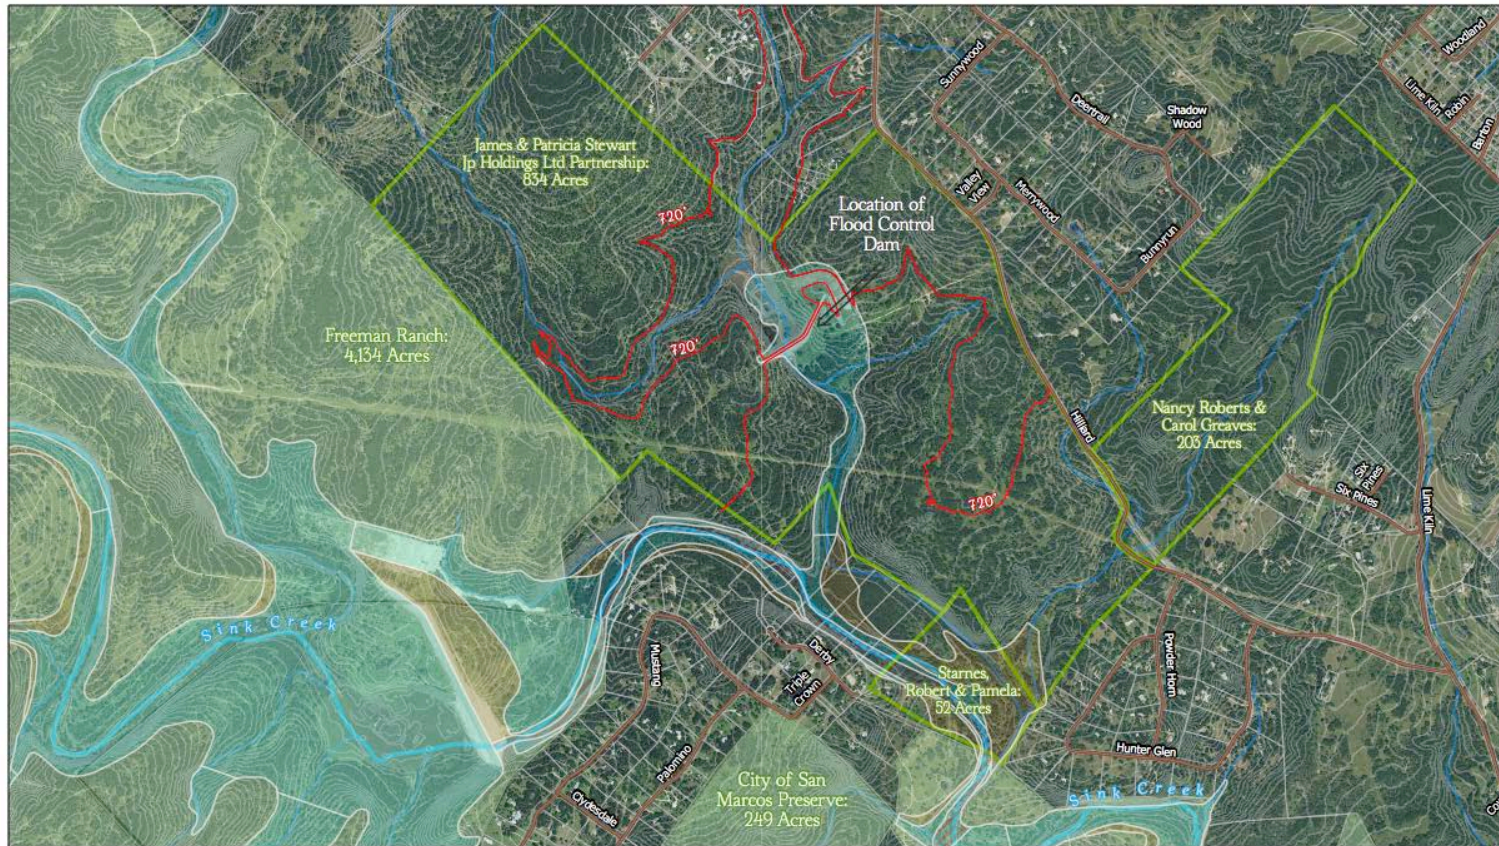 Woodland
Sunnywood
Lime Kiln
Robin
Barton
Deertrail
Shadow
Wood
James & Patricia Stewart
Jp Holdings Ltd Partnership:
834 Acres
Valley
View
Merrywood
Location of
Flood Control
Dam
720'
Bunnyrun
Freeman Ranch:
4,134 Acres
720'
Hilliard
Nancy Roberts &
Carol Greaves:
203 Acres
Six
Pines
Six Pines
Lime Kiln
720'
Sink Creek
Mustang
Derby
Triple
Crown
Powder Horn
Starnes,
Robert & Pamela:
52 Acres
Palomino
Hunter Glen
City of San
Marcos Preserve:
249 Acres
Sink Creek
Clydesdale